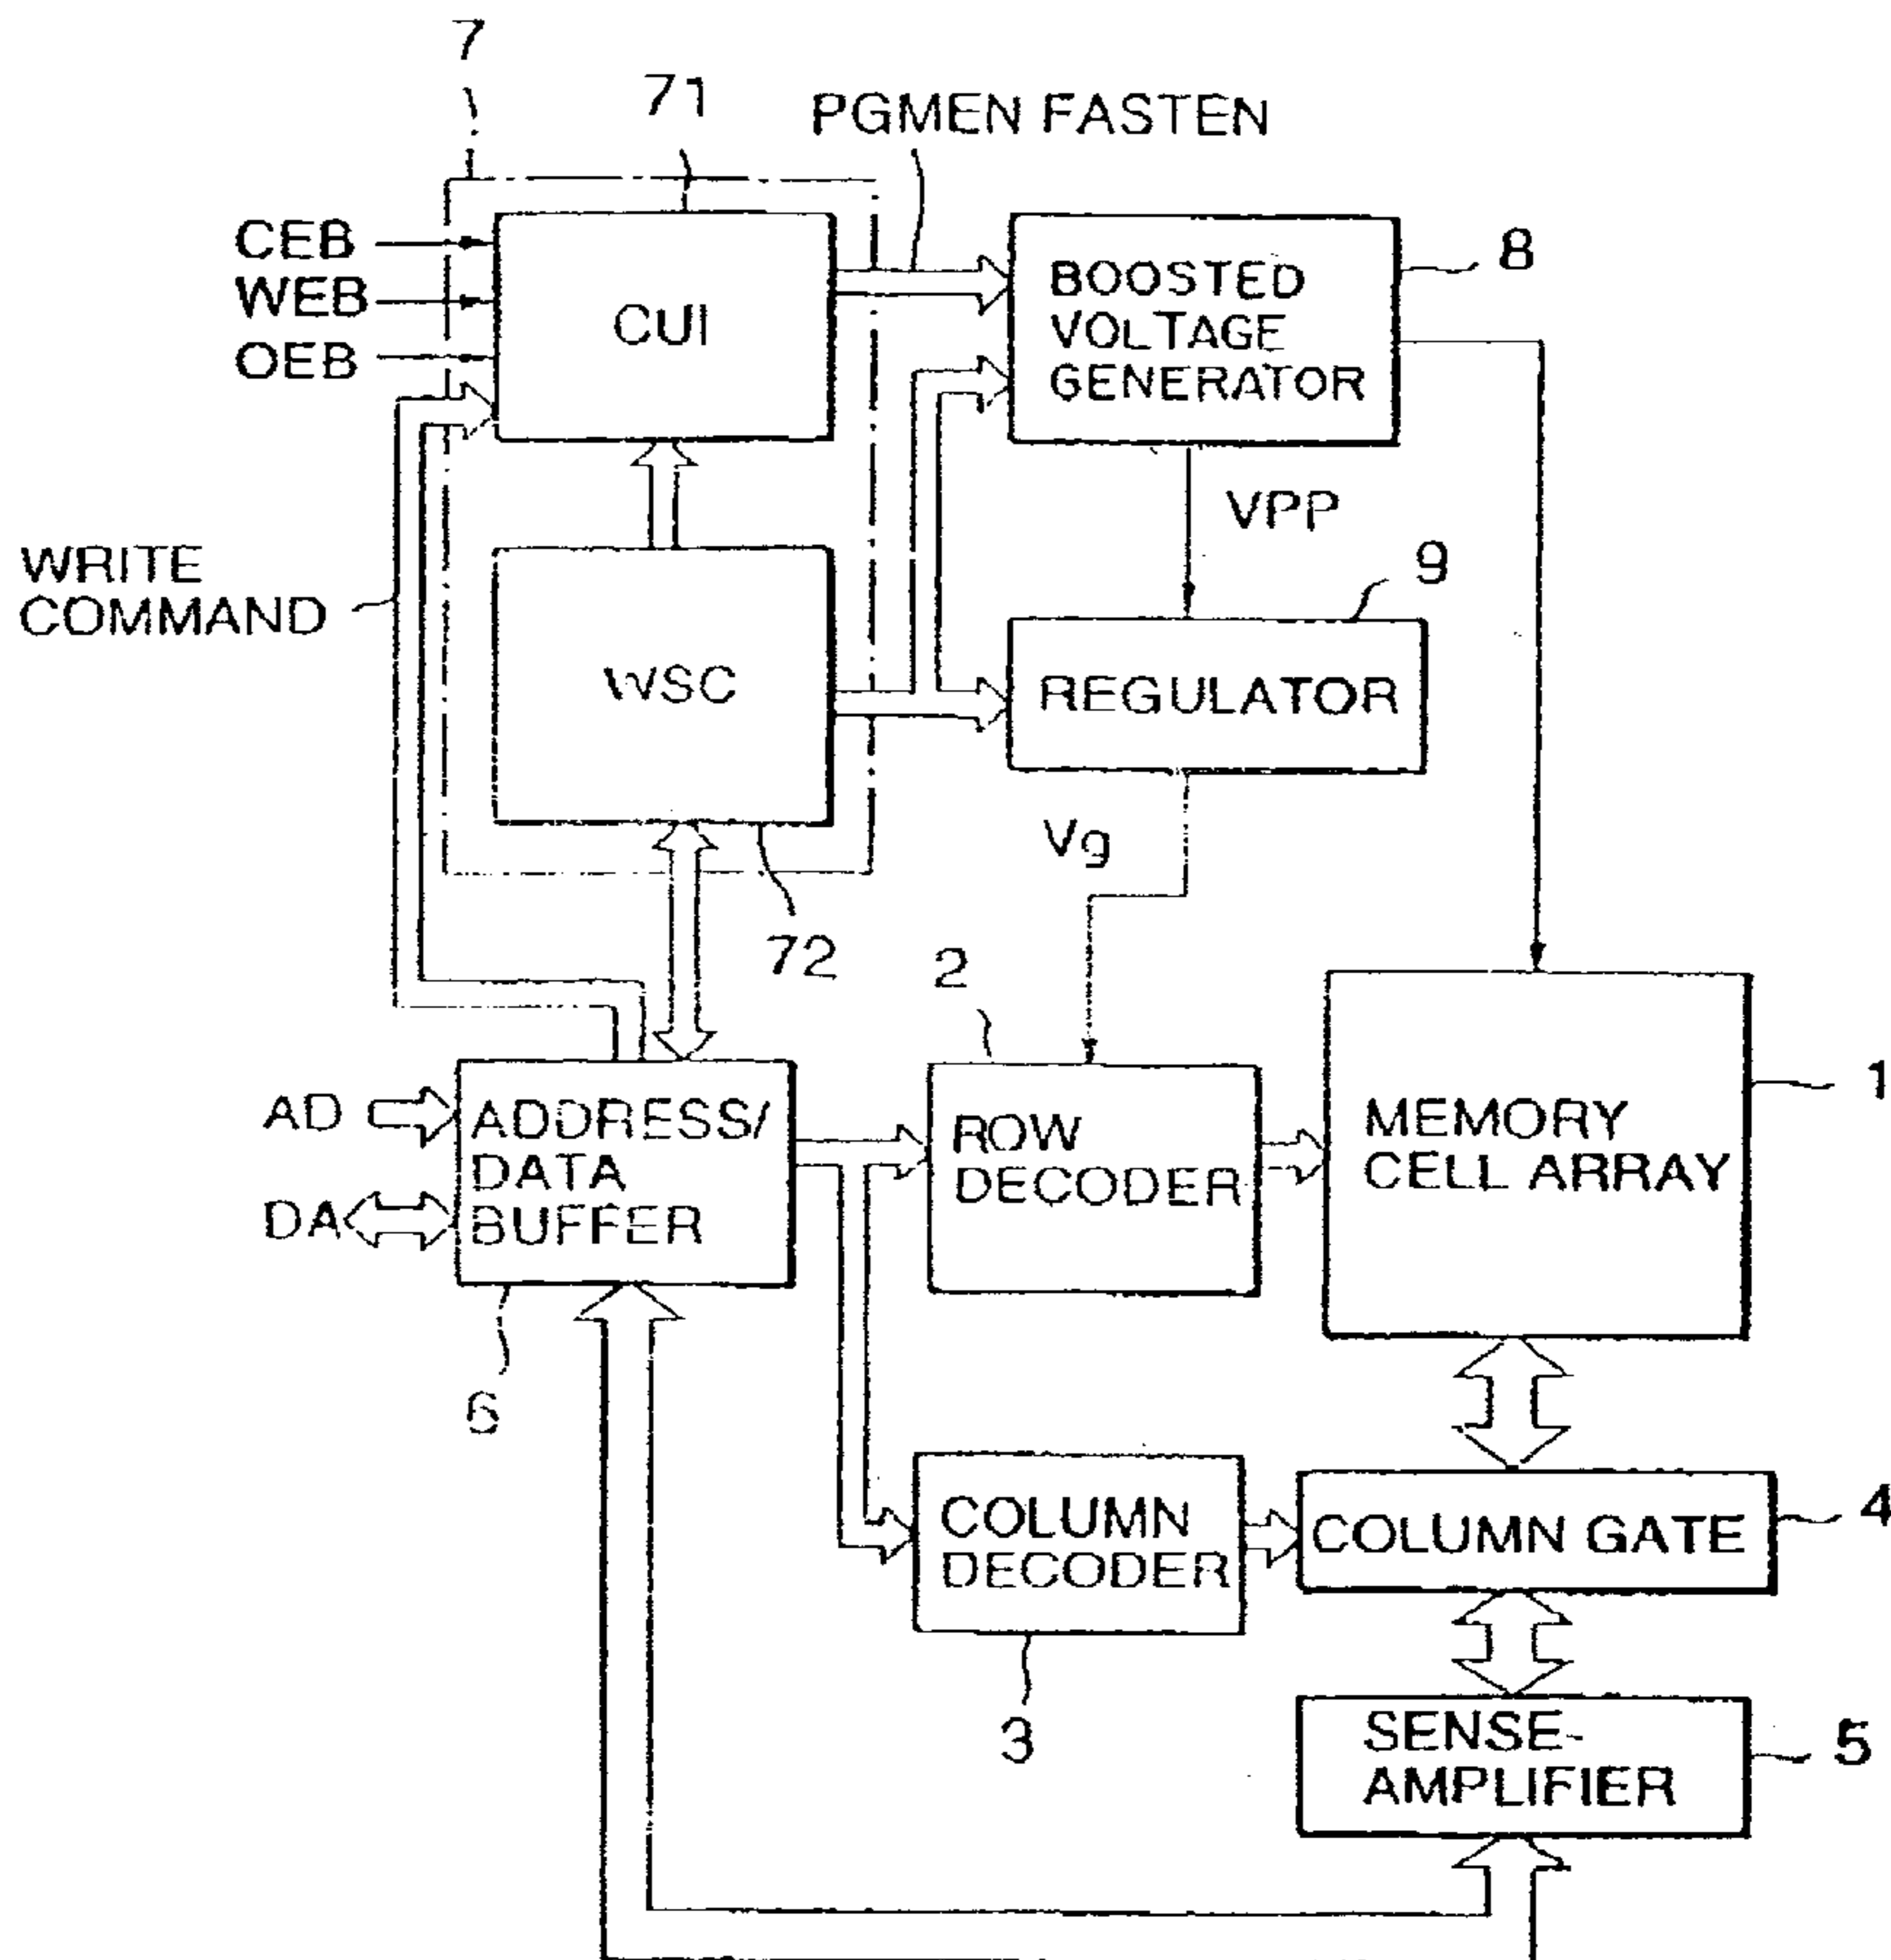 7
71
PGMEN FASTEN
CEB
WEB
OEB
CUI
BOOSTED
VOLTAGE
GENERATOR
8
VPP
WRITE
COMMAND
WSC
9
REGULATOR
Vg
72
2
AD
DA
ADDRESS/
DATA
BUFFER
ROW
DECODER
MEMORY
CELL ARRAY
1
6
COLUMN
DECODER
COLUMN GATE
4
3
SENSE-
AMPLIFIER
5